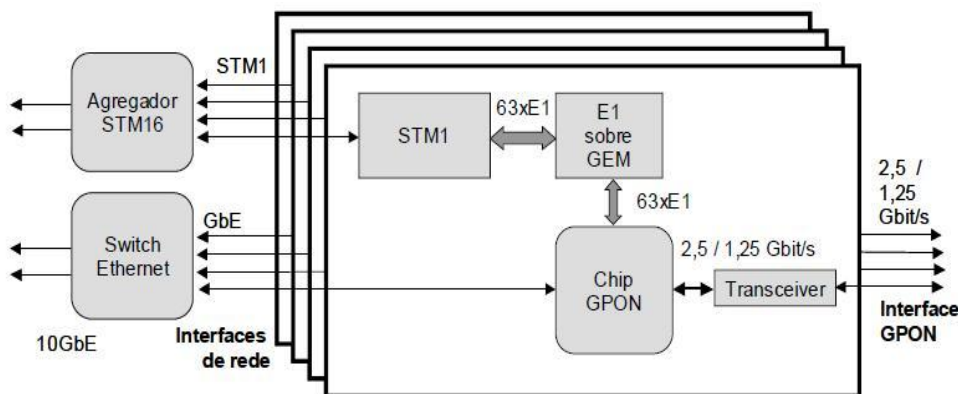 STM1
Agregador
STM16
STM1
63xE1
E1
sobre
GEM
63xE1
2,5 /
1,25
Gbit/s
GbE
Switch
Ethernet
Chip
GPON
2,5 / 1,25 Gbit/s
Transceiver
10GbE
Interfaces
de rede
Interface
GPON